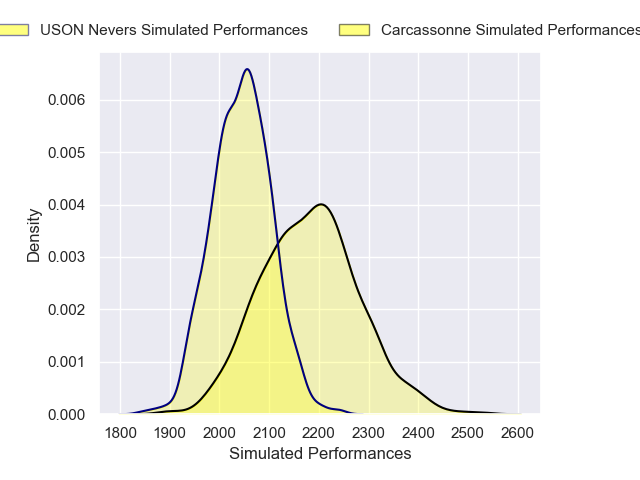 USON Nevers Simulated Performances Carcassonne Simulated Performances
0.006
0.005
0.004
0.003
0.002
0.001
0.000
Density
1800 1900 2000 2100 2200 2300 2400 2500 2600
Simulated Performances